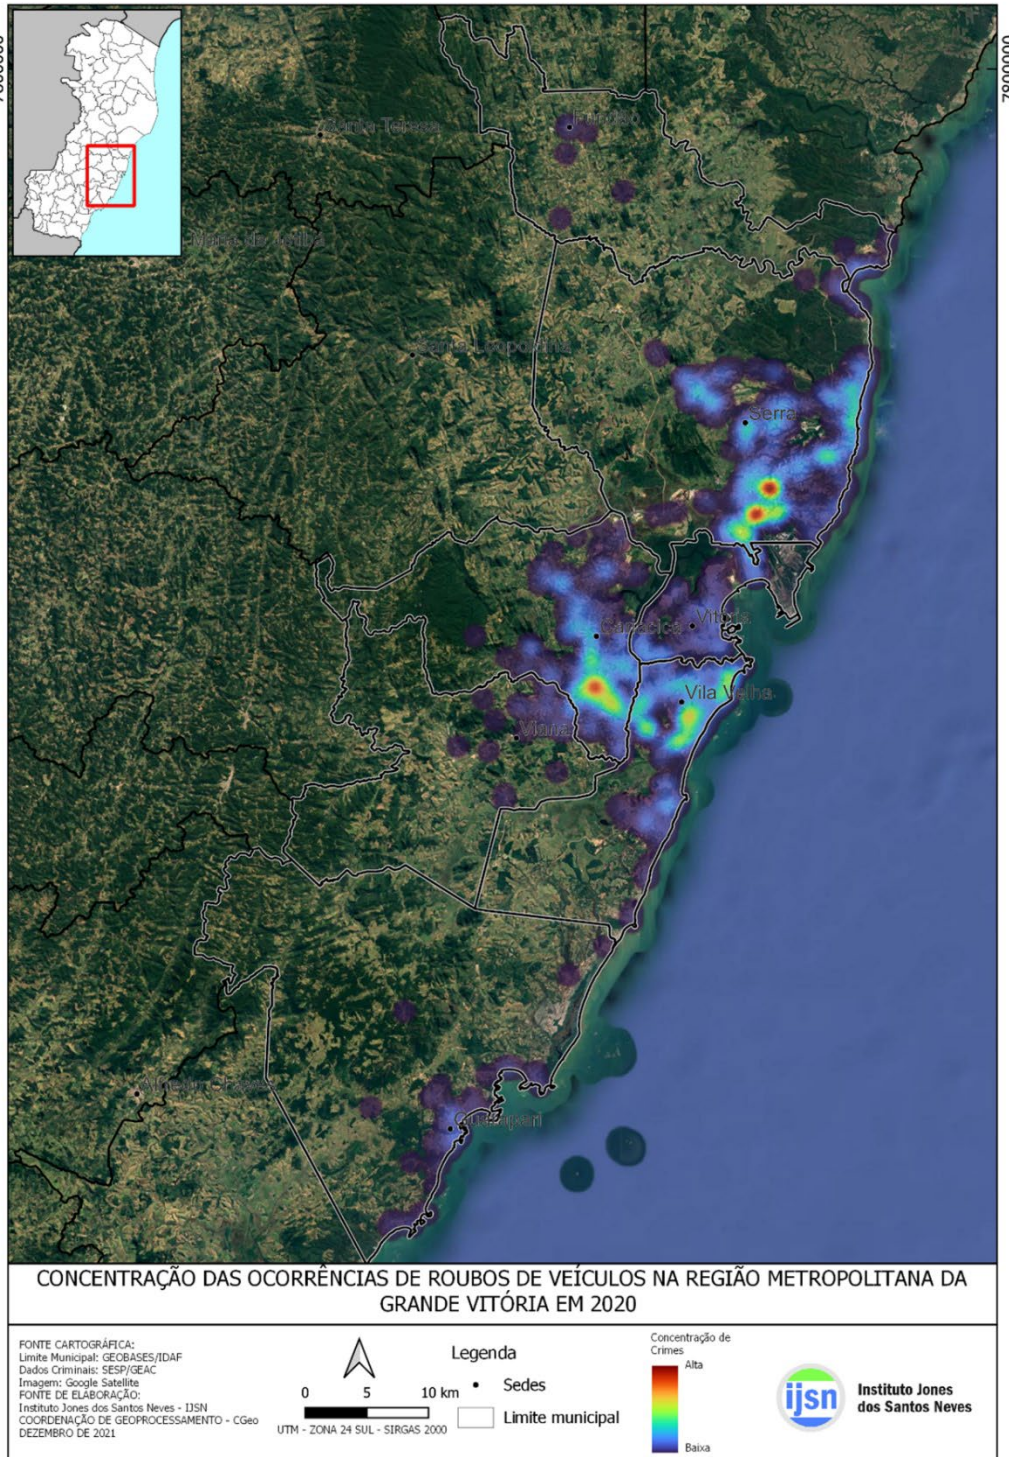 7800000
Fundão
Santa Teresa
Santa Leopoldina
Serra
Vitória
Cariacica
Vila Velha
Viana
Alfredo Chaves
Guarapari
CONCENTRAÇÃO DAS OCORRÊNCIAS DE ROUBOS DE VEÍCULOS NA REGIÃO METROPOLITANA DA
GRANDE VITÓRIA EM 2020
FONTE CARTOGRÁFICA:
Limite Municipal: GEOBASES/IDAF
Dados Criminais: SESP/GEAC
Imagem: Google Satellite
FONTE DE ELABORAÇÃO:
Instituto Jones dos Santos Neves - IJSN
COORDENAÇÃO DE GEOPROCESSAMENTO - CGeo
DEZEMBRO DE 2021
0 5 10 km
UTM - ZONA 24 SUL - SIRGAS 2000
Legenda
Sedes
Limite municipal
Concentração de
Crimes
Alta
Baixa
ijsn
Instituto Jones
dos Santos Neves